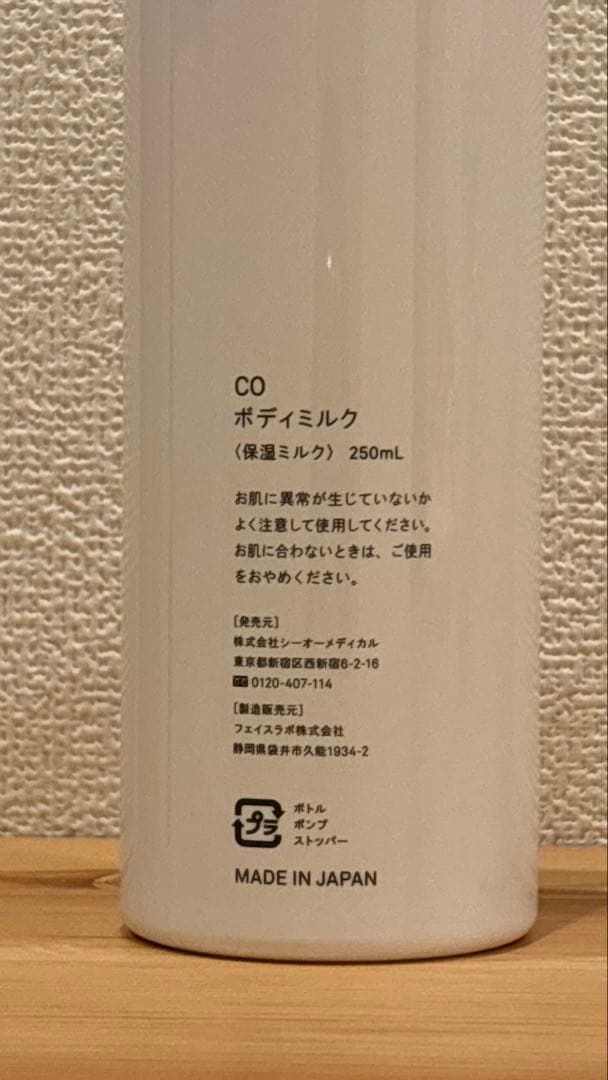 CO
ボディミルク
〈保湿ミルク〉 250mL
お肌に異常が生じていないか
よく注意して使用してください。
お肌に合わないときは、ご使用
をおやめください。
[発売元]
株式会社シーオーメディカル
東京都新宿区西新宿6-2-16
0120-407-114
[製造販売元]
フェイスラボ株式会社
静岡県袋井市久能1934-2
プラ
ボトル
ポンプ
ストッパー
MADE IN JAPAN